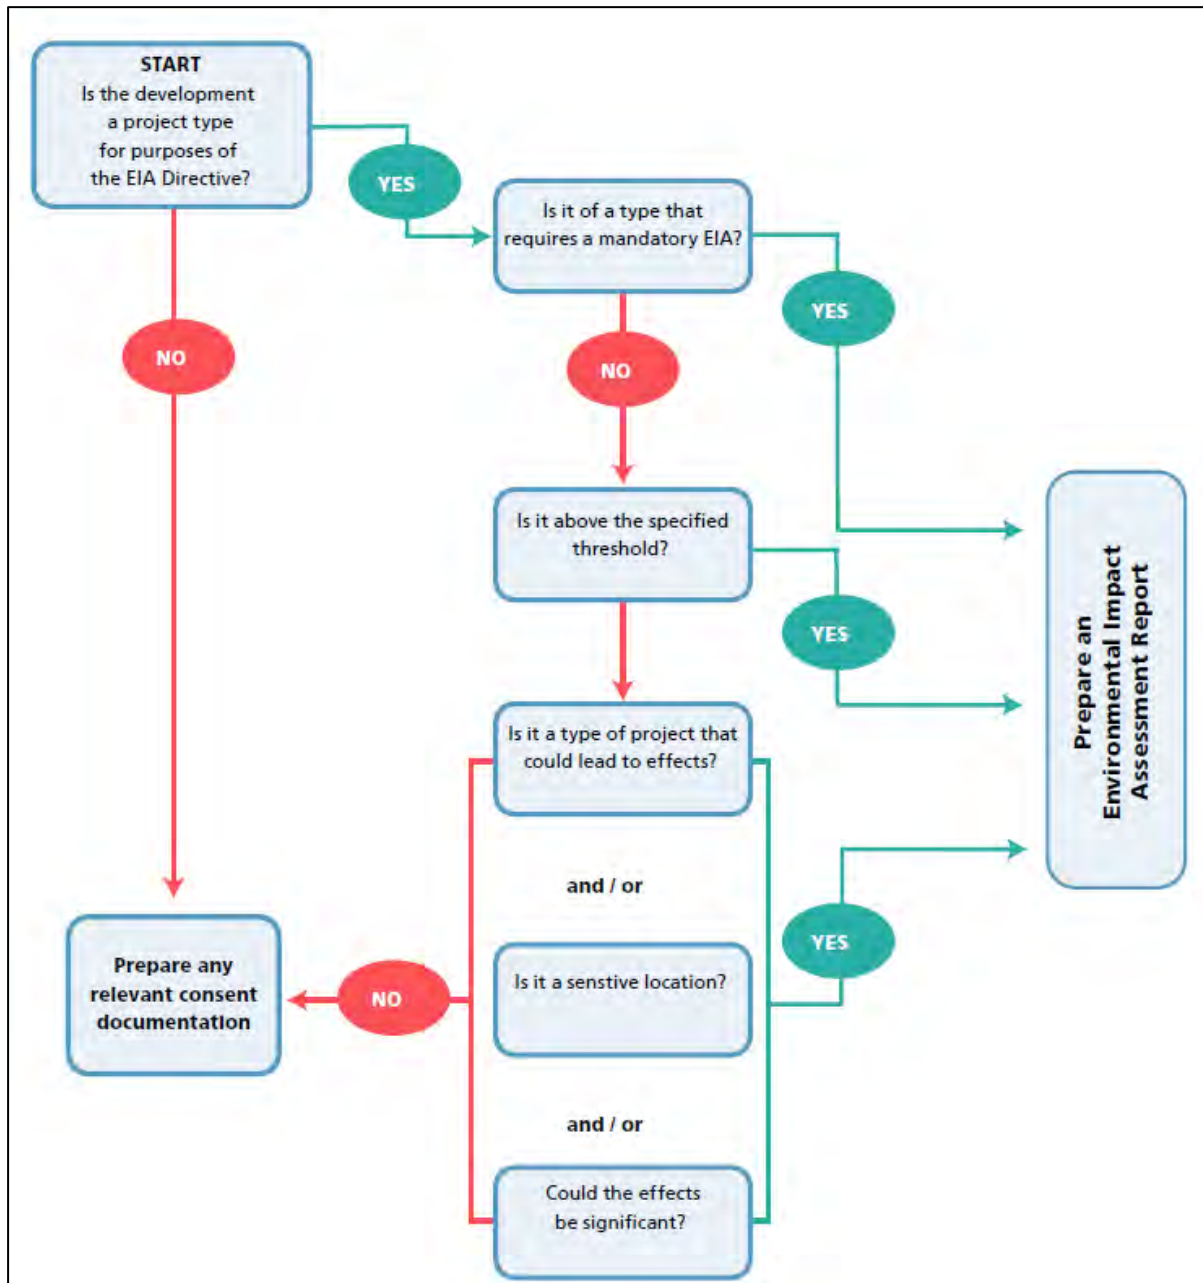 START
Is the development
a project type
for purposes of
the EIA Directive?
YES
Is it of a type that
requires a mandatory EIA?
YES
NO
NO
Is it above the specified
threshold?
YES
Prepare an
Environmental Impact
Assessment Report
Is it a type of project that
could lead to effects?
and / or
YES
Prepare any
relevant consent
documentation
NO
Is it a senstive location?
and / or
Could the effects
be significant?